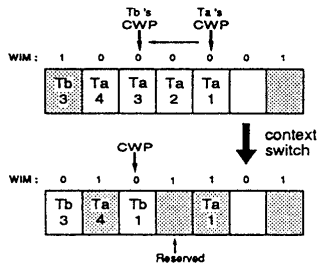 Tb's Ta's
CWP CWP
WIM: 1 0 0 0 0 0 1
Tb Ta Ta Ta Ta
3 4 3 2 1
context
switch
CWP
WIM: 0 1 0 1 1 0 1
Tb Ta Tb Ta
3 4 1 1
Reserved